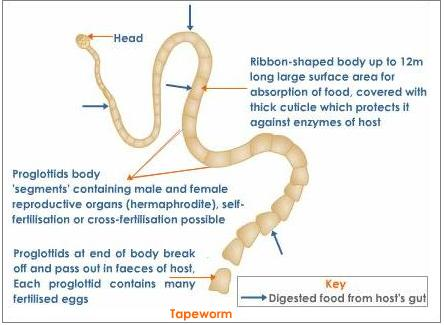 Head
Ribbon-shaped body up to 12m
long large surface area for
absorption of food, covered with
thick cuticle which protects it
against enzymes of host
Proglottids body
'segments' containing male and female
reproductive organs (hermaphrodite), self-
fertilisation or cross-fertilisation possible
Proglottids at end of body break
off and pass out in faeces of host,
Each proglottid contains many
fertilised eggs
Key
Digested food from host's gut
Tapeworm